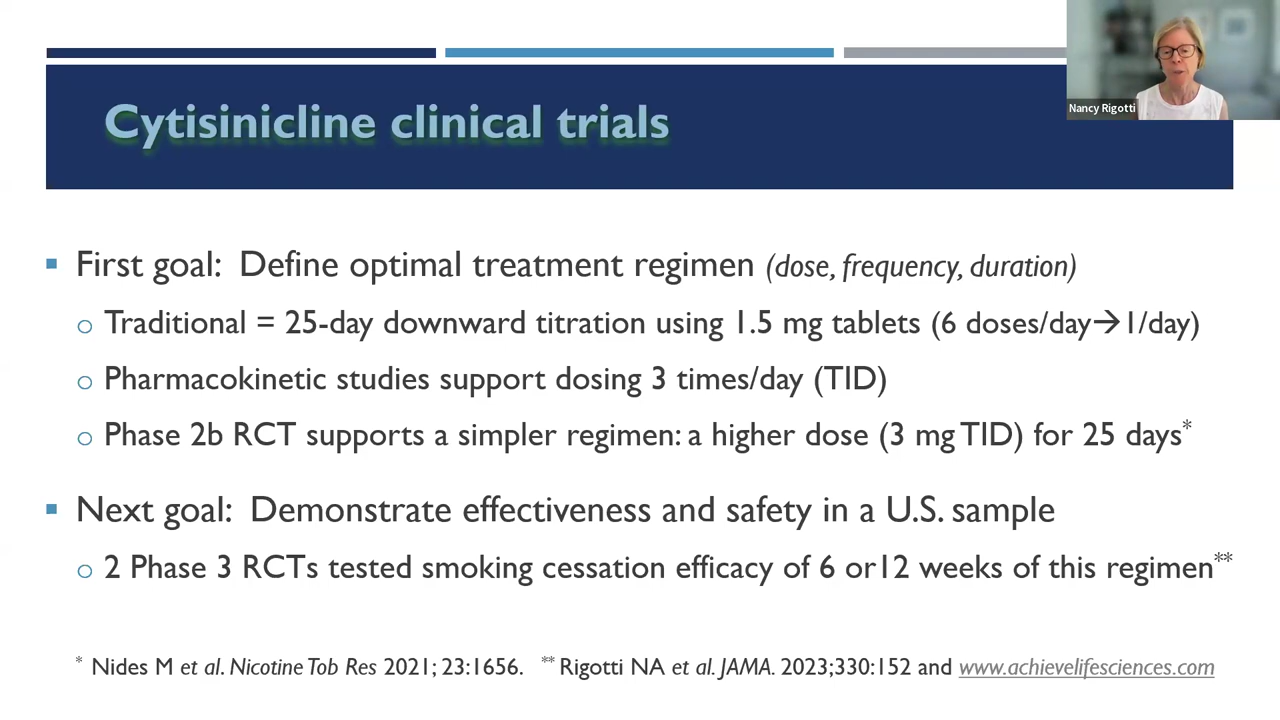 Cytisinicline clinical trials
Nancy Rigotti
▪ First goal: Define optimal treatment regimen (dose, frequency, duration)
o Traditional = 25-day downward titration using 1.5 mg tablets (6 doses/day→1/day)
o Pharmacokinetic studies support dosing 3 times/day (TID)
o Phase 2b RCT supports a simpler regimen: a higher dose (3 mg TID) for 25 days*
▪ Next goal: Demonstrate effectiveness and safety in a U.S. sample
o 2 Phase 3 RCTs tested smoking cessation efficacy of 6 or12 weeks of this regimen**
* Nides M et al. Nicotine Tob Res 2021; 23:1656. ** Rigotti NA et al. JAMA. 2023;330:152 and www.achievelifesciences.com